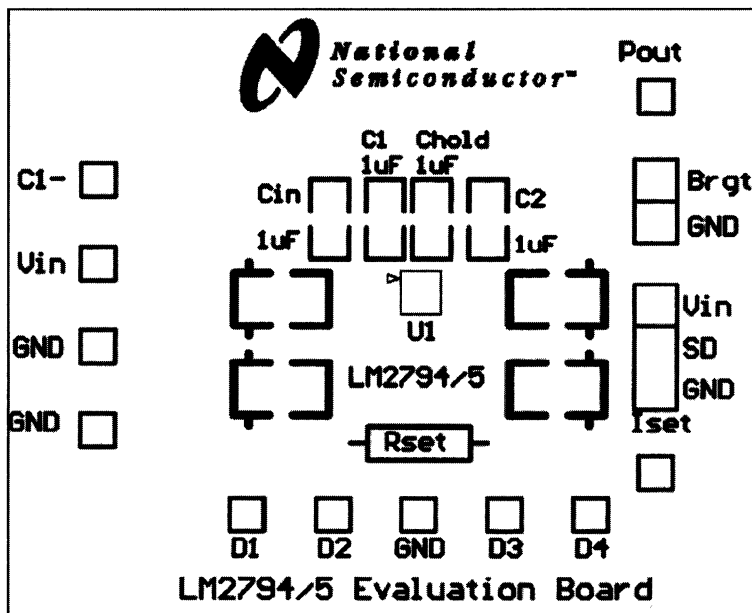 National
Semiconductor™
Pout
C1 Chold
1uF 1uF
C1-
Cin
C2
Brgt
GND
1uF
1uF
Vin
Vin
U1
GND
LM2794/5
SD
GND
GND
Iset
Rset
D1 D2 GND D3 D4
LM2794/5 Evaluation Board